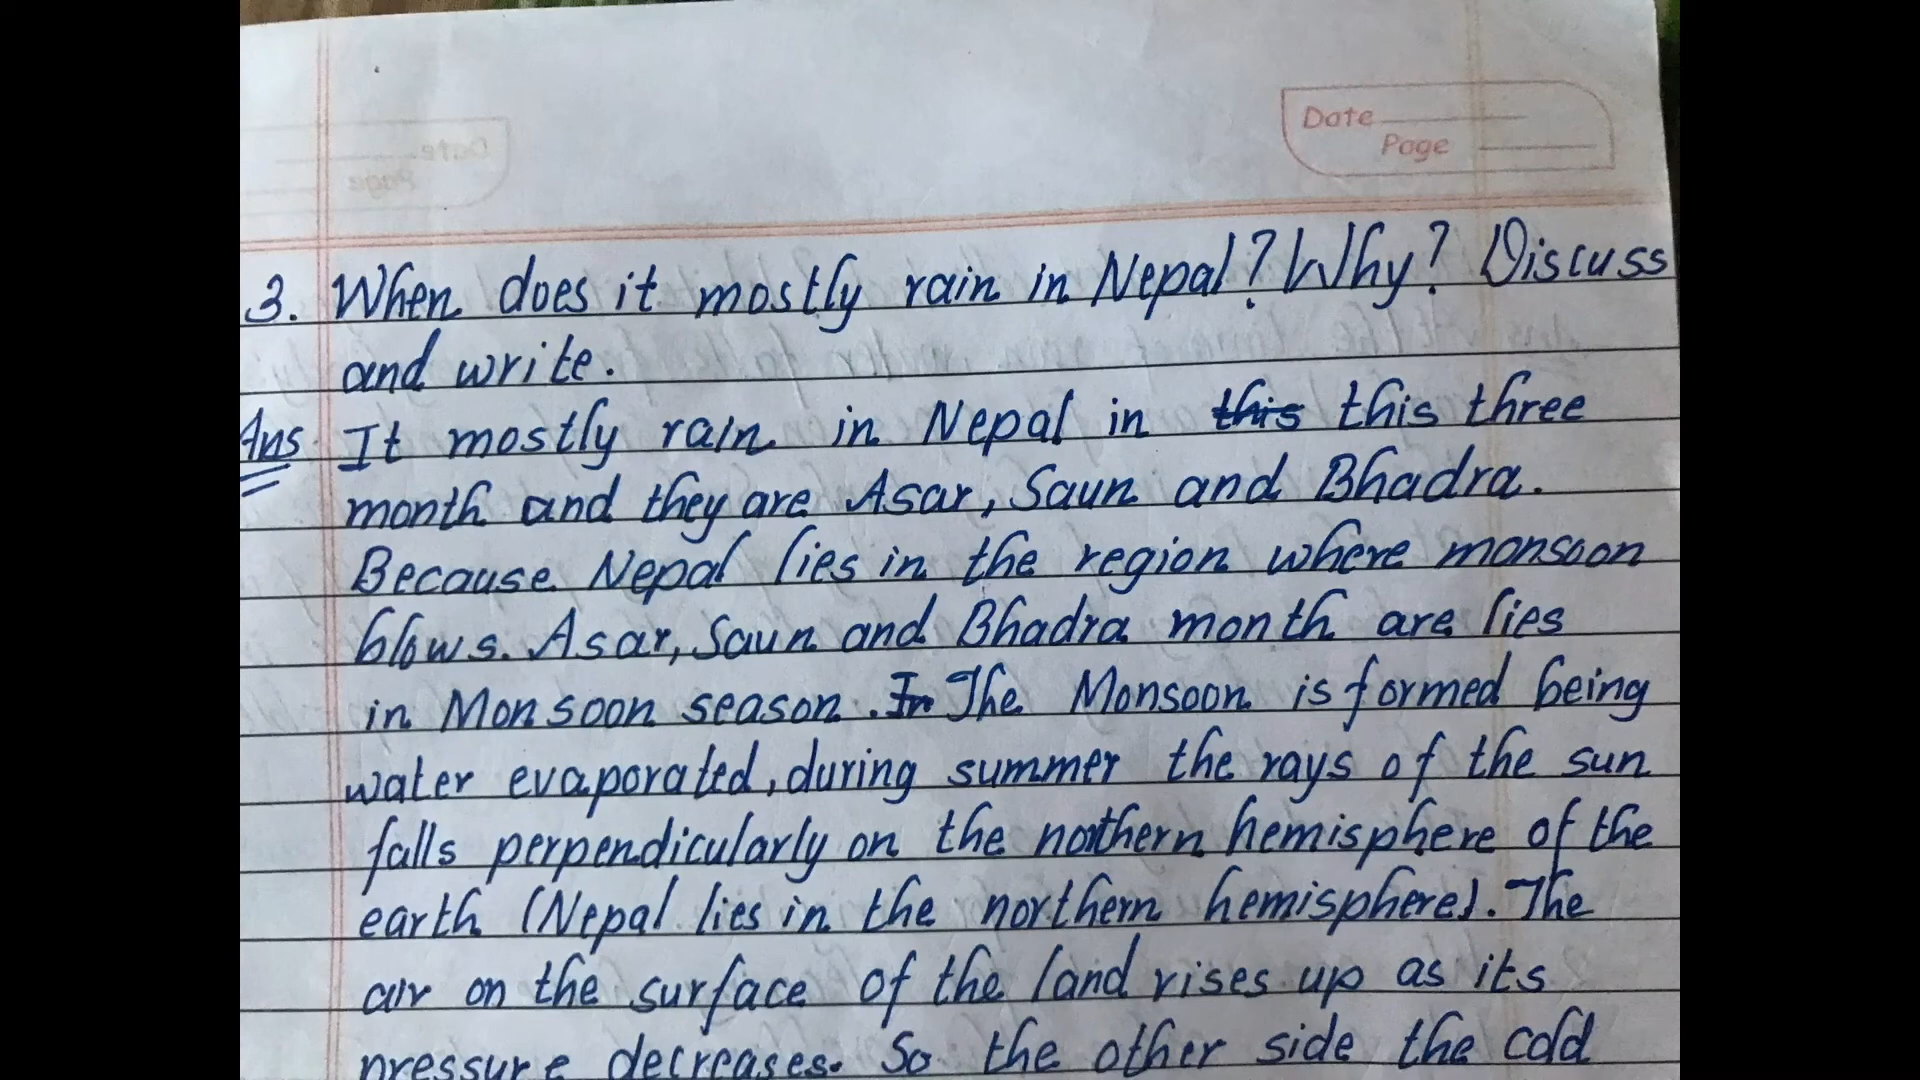 Date
Page
3. When does it mostly rain in Nepal? Why? Discuss
and write.
Ans It mostly rain in Nepal in this this three
month and they are Asar, Saun and Bhadra.
Because Nepal lies in the region where monsoon
blows. Asar, Saun and Bhadra month are lies
in Monsoon season. In The Monsoon is formed being
water evaporated, during summer the rays of the sun
falls perpendicularly on the northern hemisphere of the
earth (Nepal lies in the northern hemisphere). The
air on the surface of the land rises up as its
pressure decreases. So the other side the cold